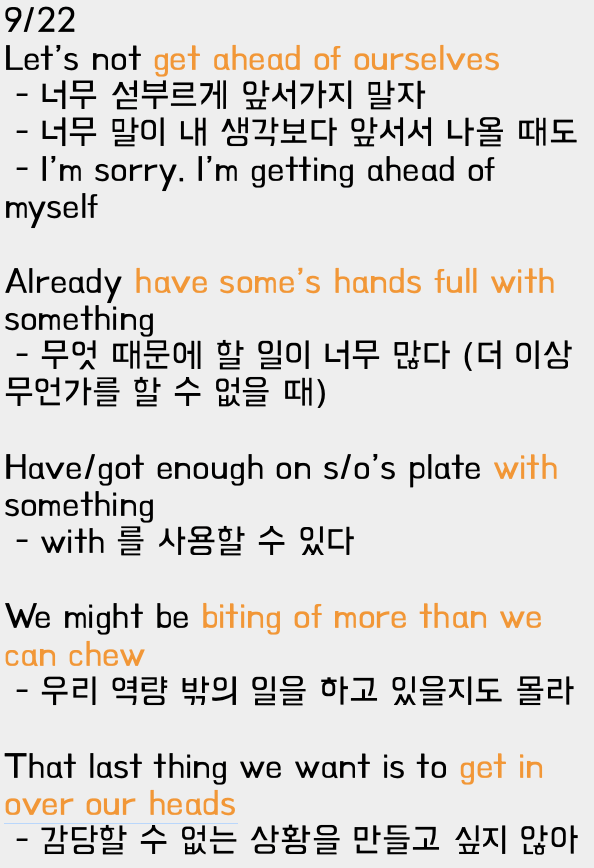 9/22
Let's not get ahead of ourselves
- 너무 섣부르게 앞서가지 말자
- 너무 말이 내 생각보다 앞서서 나올 때도
- I'm sorry. I'm getting ahead of
myself
Already have some's hands full with
something
- 무엇 때문에 할 일이 너무 많다 (더 이상
무언가를 할 수 없을 때)
Have/got enough on s/o's plate with
something
- with 를 사용할 수 있다
We might be biting of more than we
can chew
- 우리 역량 밖의 일을 하고 있을지도 몰라
That last thing we want is to get in
over our heads
- 감당할 수 없는 상황을 만들고 싶지 않아